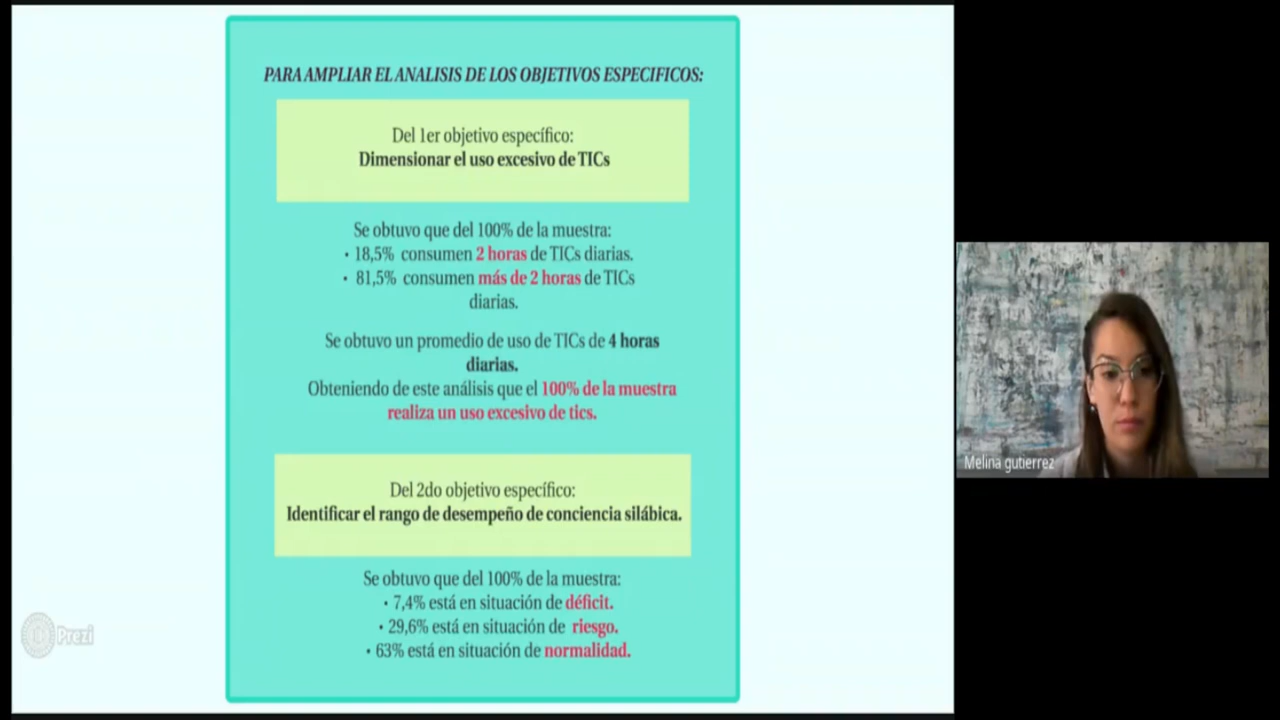 PARA AMPLIAR EL ANALISIS DE LOS OBJETIVOS ESPECIFICOS:
Del 1er objetivo específico:
Dimensionar el uso excesivo de TICs
Se obtuvo que del 100% de la muestra:
• 18,5% consumen 2 horas de TICs diarias.
• 81,5% consumen más de 2 horas de TICs
diarias.
Se obtuvo un promedio de uso de TICs de 4 horas
diarias.
Obteniendo de este análisis que el 100% de la muestra
realiza un uso excesivo de tics.
Del 2do objetivo específico:
Identificar el rango de desempeño de conciencia silábica.
Se obtuvo que del 100% de la muestra:
• 7,4% está en situación de déficit.
• 29,6% está en situación de riesgo.
• 63% está en situación de normalidad.
Prezi
Melina gutierrez